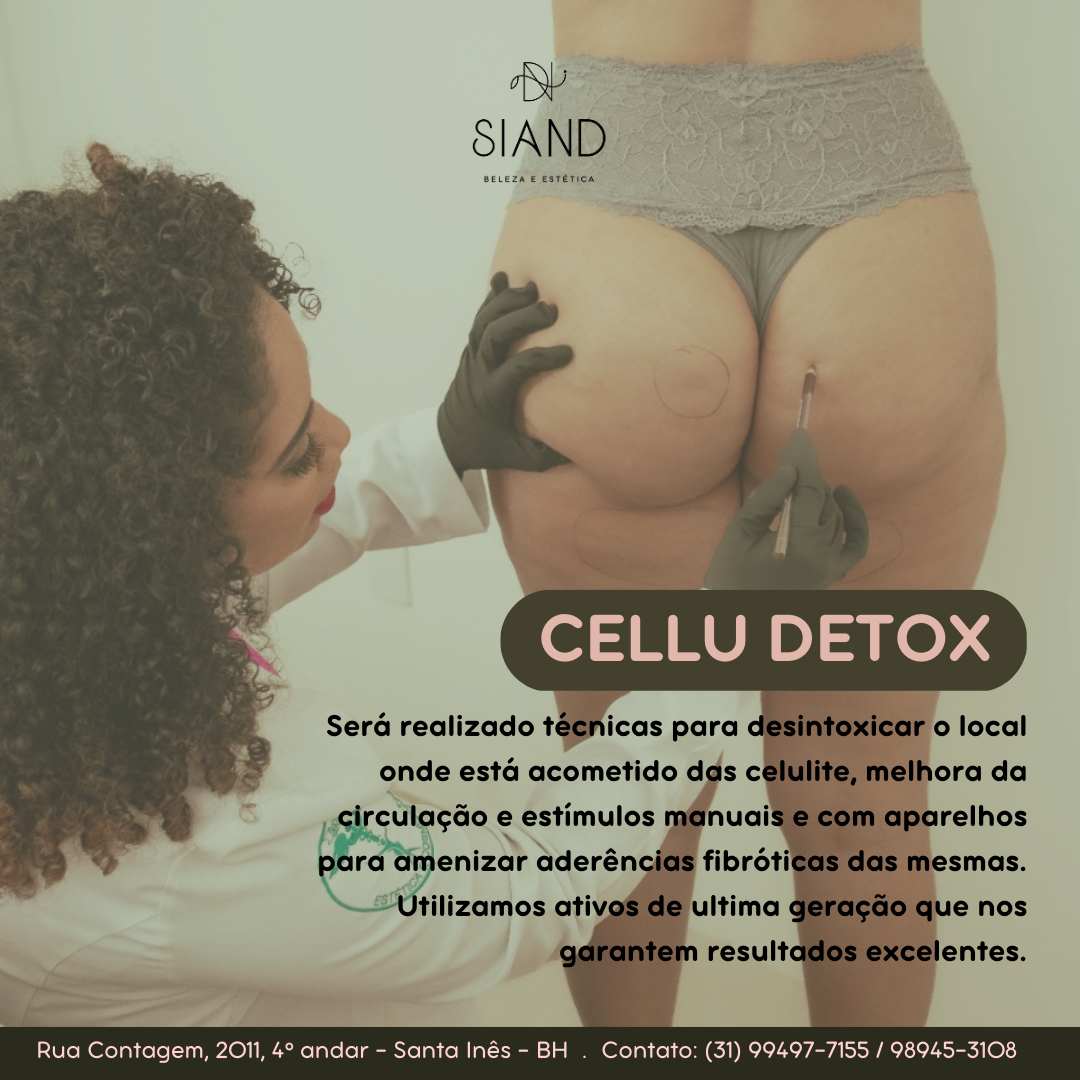 SIAND
BELEZA E ESTÉTICA
CELLU DETOX
Será realizado técnicas para desintoxicar o local
onde está acometido das celulite, melhora da
circulação e estímulos manuais e com aparelhos
para amenizar aderências fibróticas das mesmas.
Utilizamos ativos de ultima geração que nos
garantem resultados excelentes.
ESTÉTICA
Rua Contagem, 2011, 4º andar - Santa Inês - BH . Contato: (31) 99497-7155 / 98945-3108